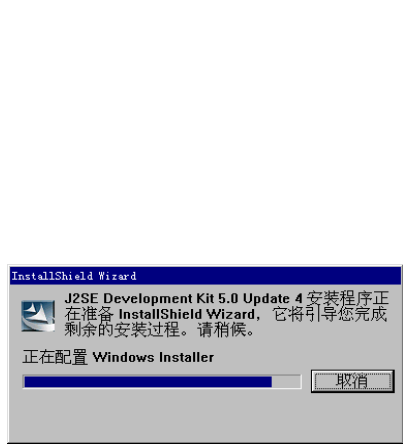 InstallShield Wizard
J2SE Development Kit 5.0 Update 4 安装程序正
在准备 InstallShield Wizard，它将引导您完成
剩余的安装过程。请稍候。
正在配置 Windows Installer
取消